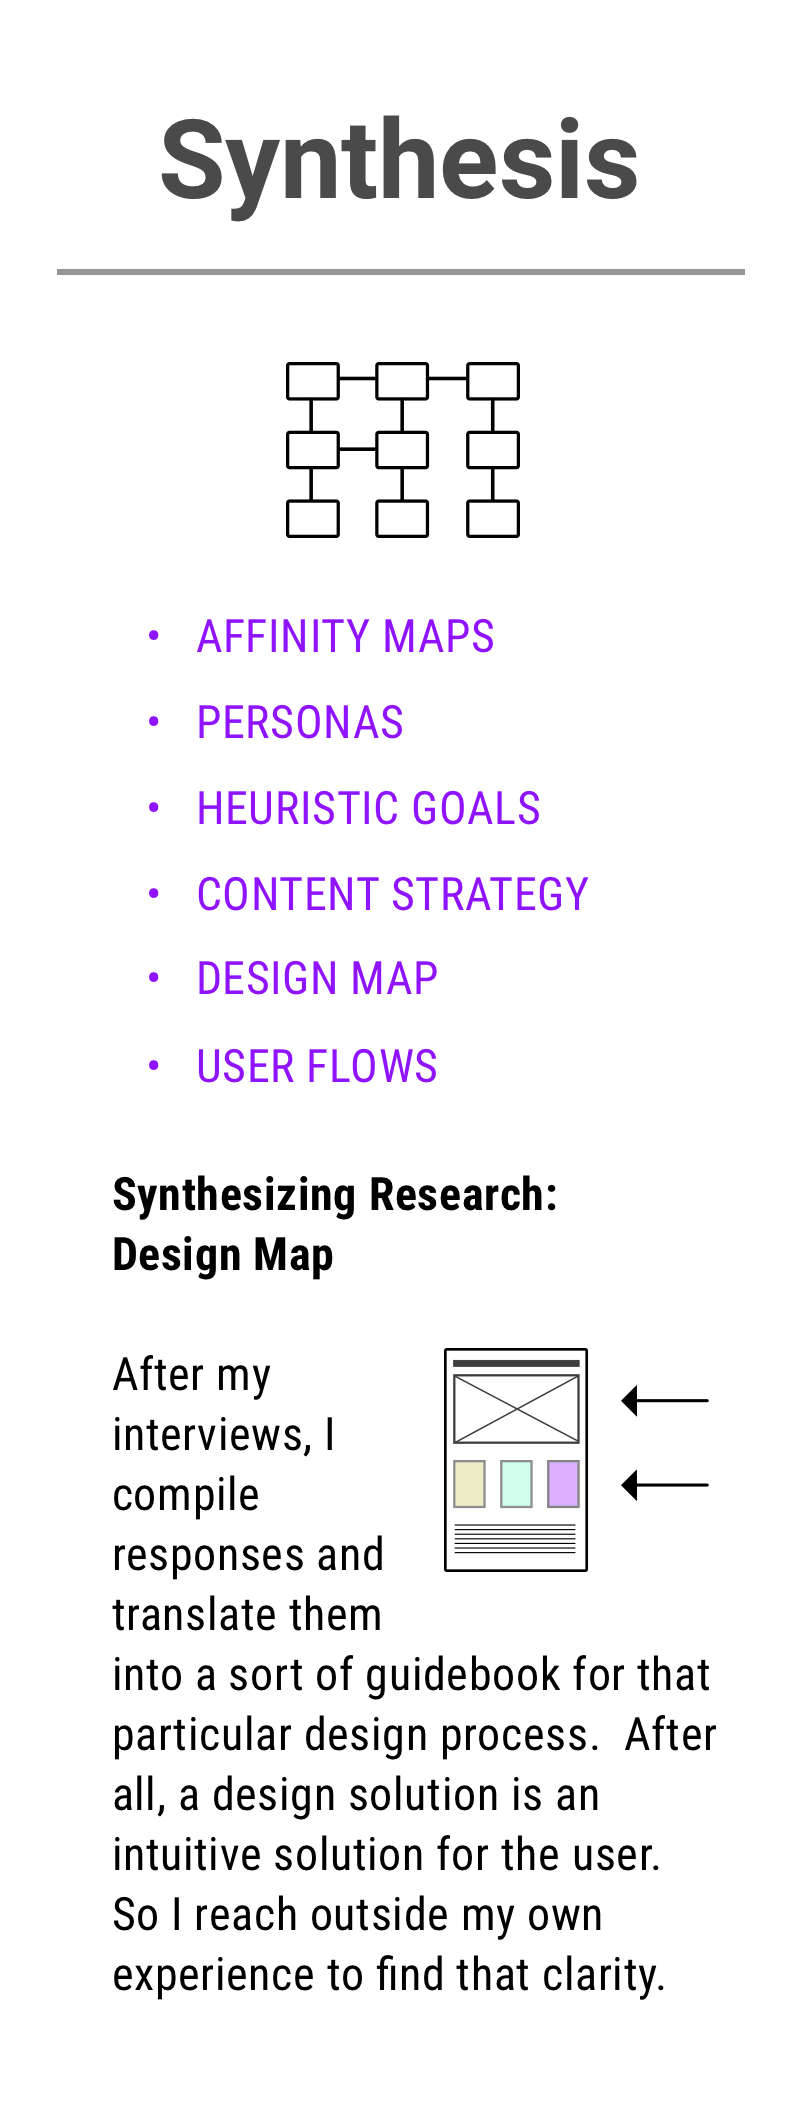 Synthesis
• AFFINITY MAPS
• PERSONAS
• HEURISTIC GOALS
• CONTENT STRATEGY
• DESIGN MAP
• USER FLOWS
Synthesizing Research:
Design Map
After my
interviews, I
compile
responses and
translate them
into a sort of guidebook for that
particular design process.  After
all, a design solution is an
intuitive solution for the user.
So I reach outside my own
experience to find that clarity.